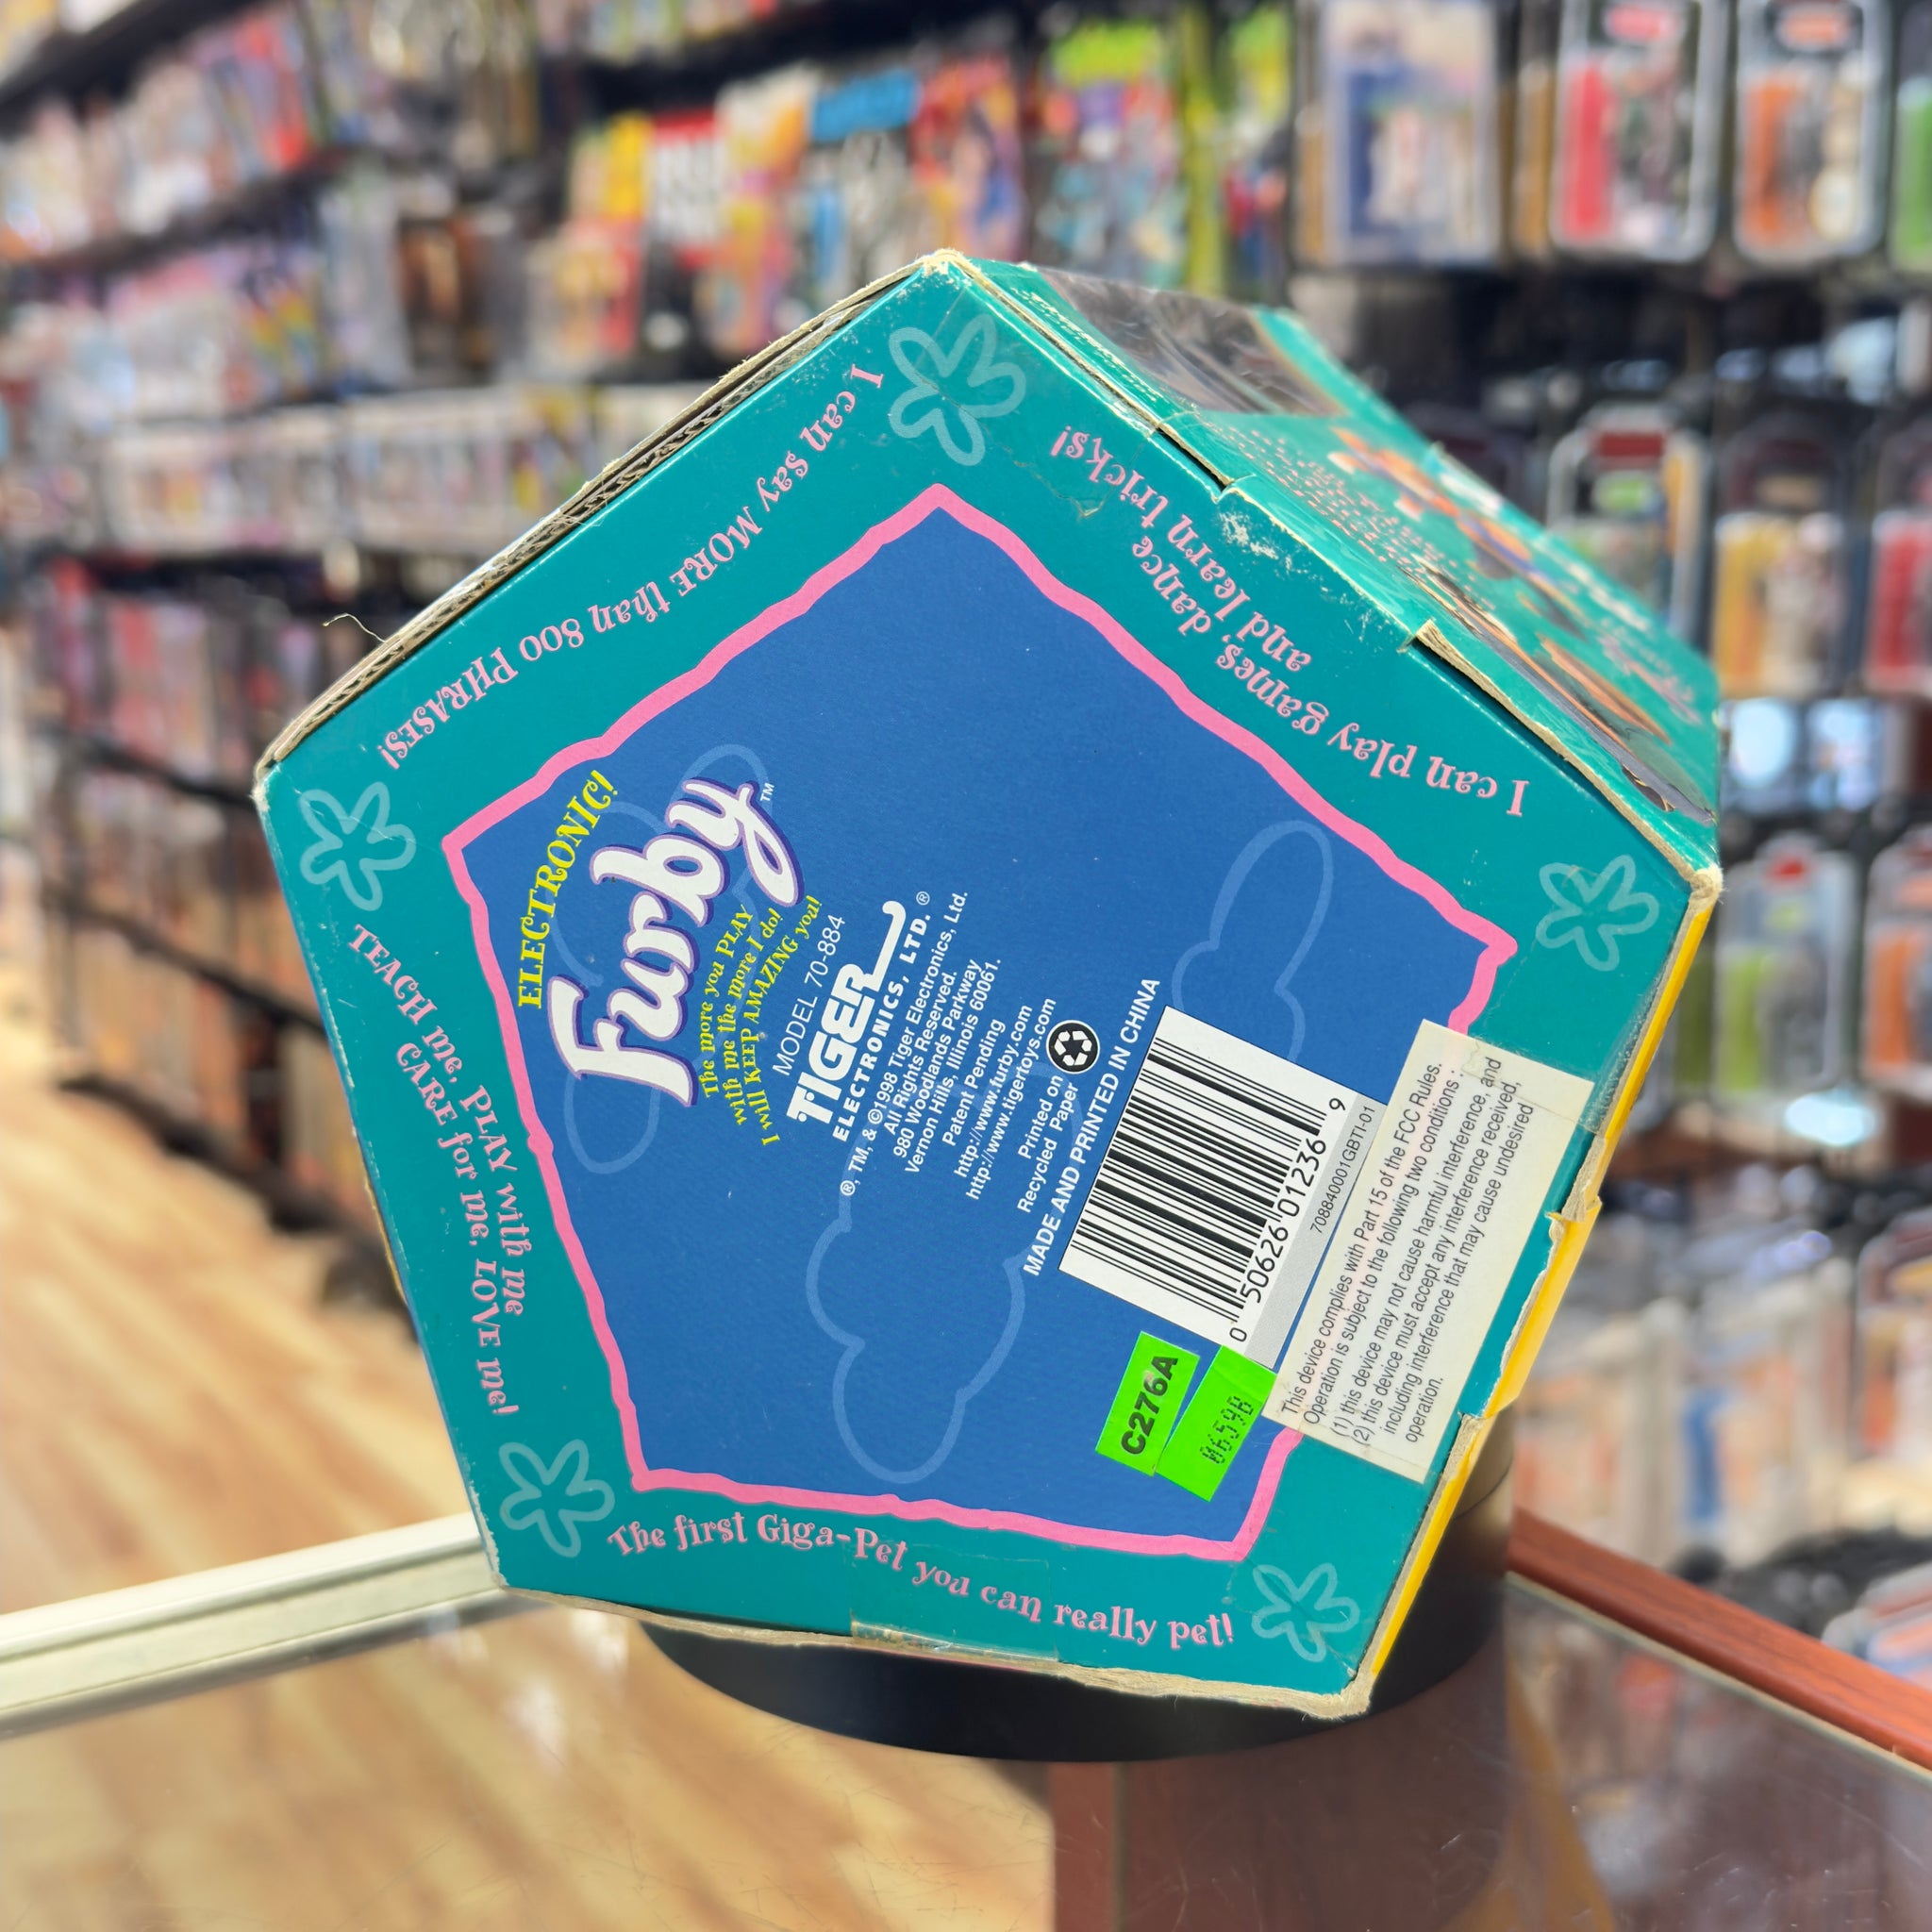 I can say MORE than 800 PHRASES!
I can play games, dance
and learn tricks!
TEACH me, PLAY with me
CARE for me, LOVE me!
The first Giga-Pet you can really pet!
ELECTRONIC!
Furby™
The more you PLAY
with me the more I do!
I will KEEP AMAZING you!
MODEL 70-884
TIGER
ELECTRONICS, LTD.®
®, TM, & ©1998 Tiger Electronics, Ltd.
All Rights Reserved.
980 Woodlands Parkway
Vernon Hills, Illinois 60061.
Patent Pending
http://www.furby.com
http://www.tigertoys.com
Printed on
Recycled Paper
MADE AND PRINTED IN CHINA
0 50626 01236 9
708840001GBTI-01
This device complies with Part 15 of the FCC Rules.
Operation is subject to the following two conditions :
(1) this device may not cause harmful interference, and
(2) this device must accept any interference received,
including interference that may cause undesired
operation.
C276A
0659B